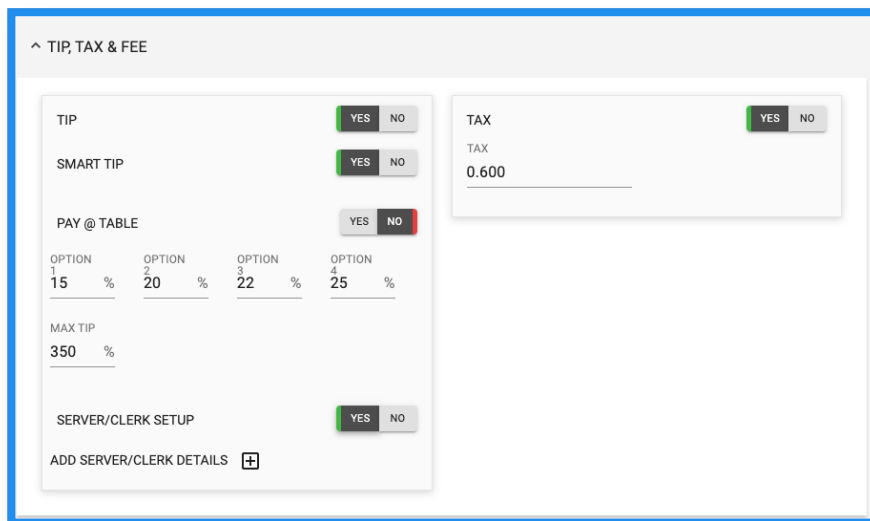 TIP, TAX & FEE
TIP YES NO
SMART TIP YES NO
PAY @ TABLE YES NO
OPTION 1 OPTION 2 OPTION 3 OPTION 4
15 % 20 % 22 % 25 %
MAX TIP
350 %
SERVER/CLERK SETUP YES NO
ADD SERVER/CLERK DETAILS
TAX YES NO
TAX
0.600